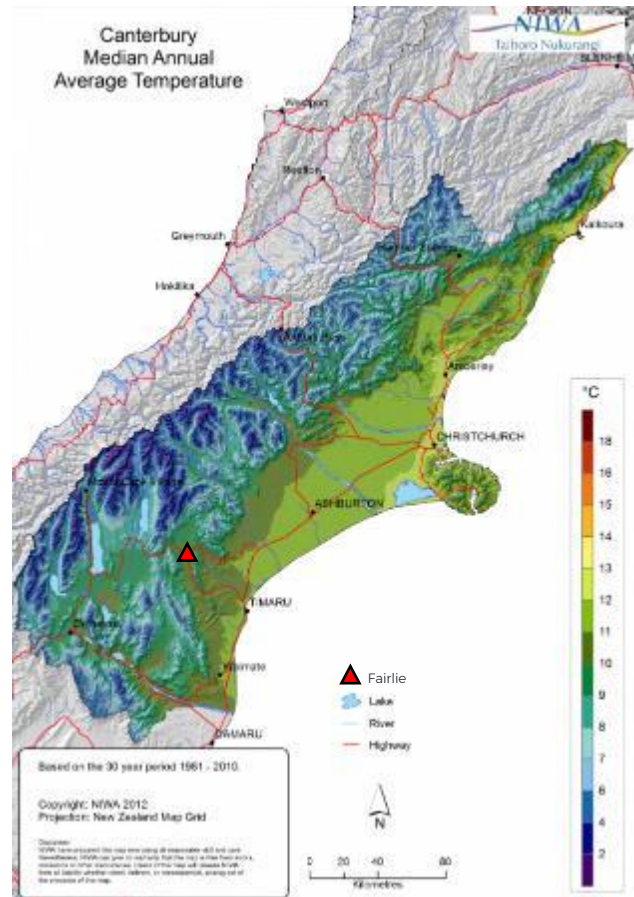 Canterbury
Median Annual
Average Temperature
NIWA
Taihoro Nukurangi
BLENHEIM
Westport
Reefton
Greymouth
Kaikoura
Hokitika
Amberley
CHRISTCHURCH
ASHBURTON
TIMARU
Waimate
OAMARU
°C
18
16
15
14
13
12
11
10
9
8
7
6
4
3
2
Fairlie
Lake
River
Highway
N
0 20 40 80
Kilometres
Based on the 30 year period 1981 - 2010.
Copyright: NIWA 2012
Projection: New Zealand Map Grid